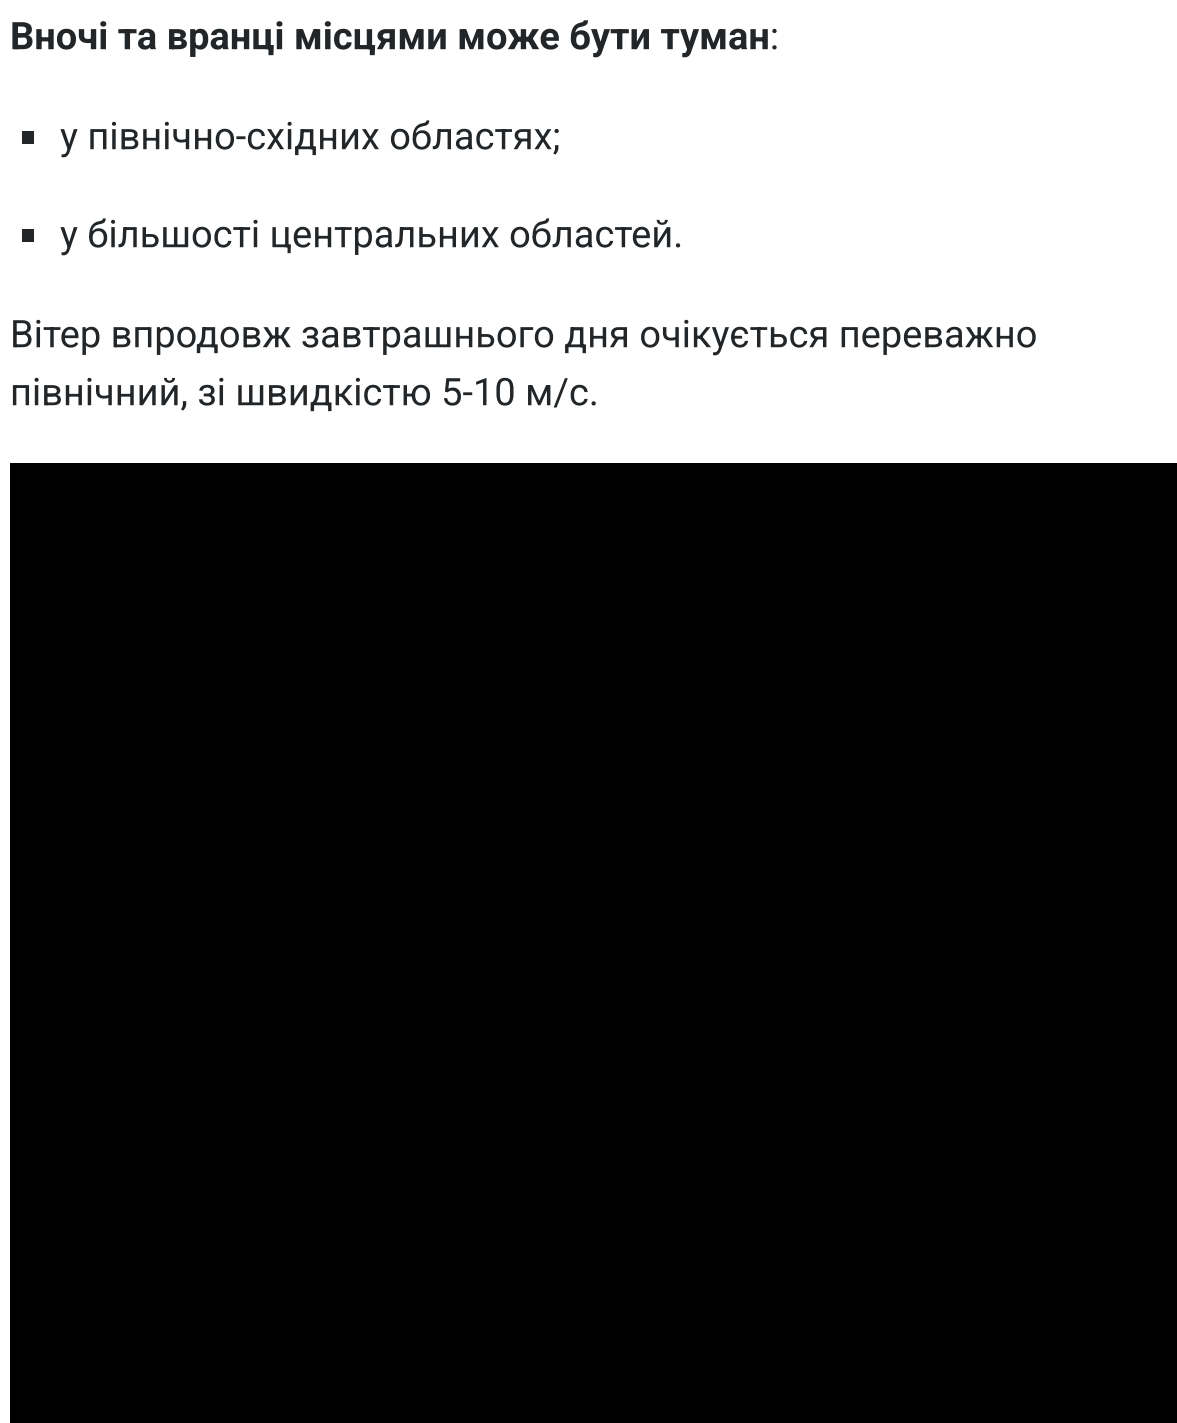 Вночі та вранці місцями може бути туман:
▪ у північно-східних областях;
▪ у більшості центральних областей.
Вітер впродовж завтрашнього дня очікується переважно
північний, зі швидкістю 5-10 м/с.